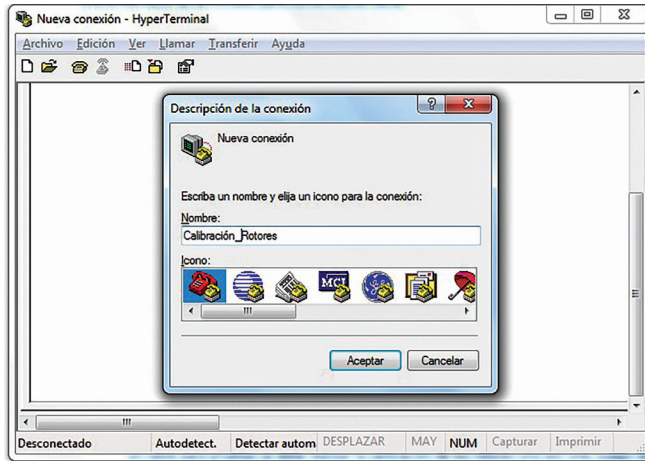 Nueva conexión - HyperTerminal
Archivo Edición Ver Llamar Transferir Ayuda
Descripción de la conexión
Nueva conexión
Escriba un nombre y elija un icono para la conexión:
Nombre:
Calibración_Rotores
Icono:
MCI
Aceptar Cancelar
Desconectado Autodetect. Detectar autom DESPLAZAR MAY NUM Capturar Imprimir